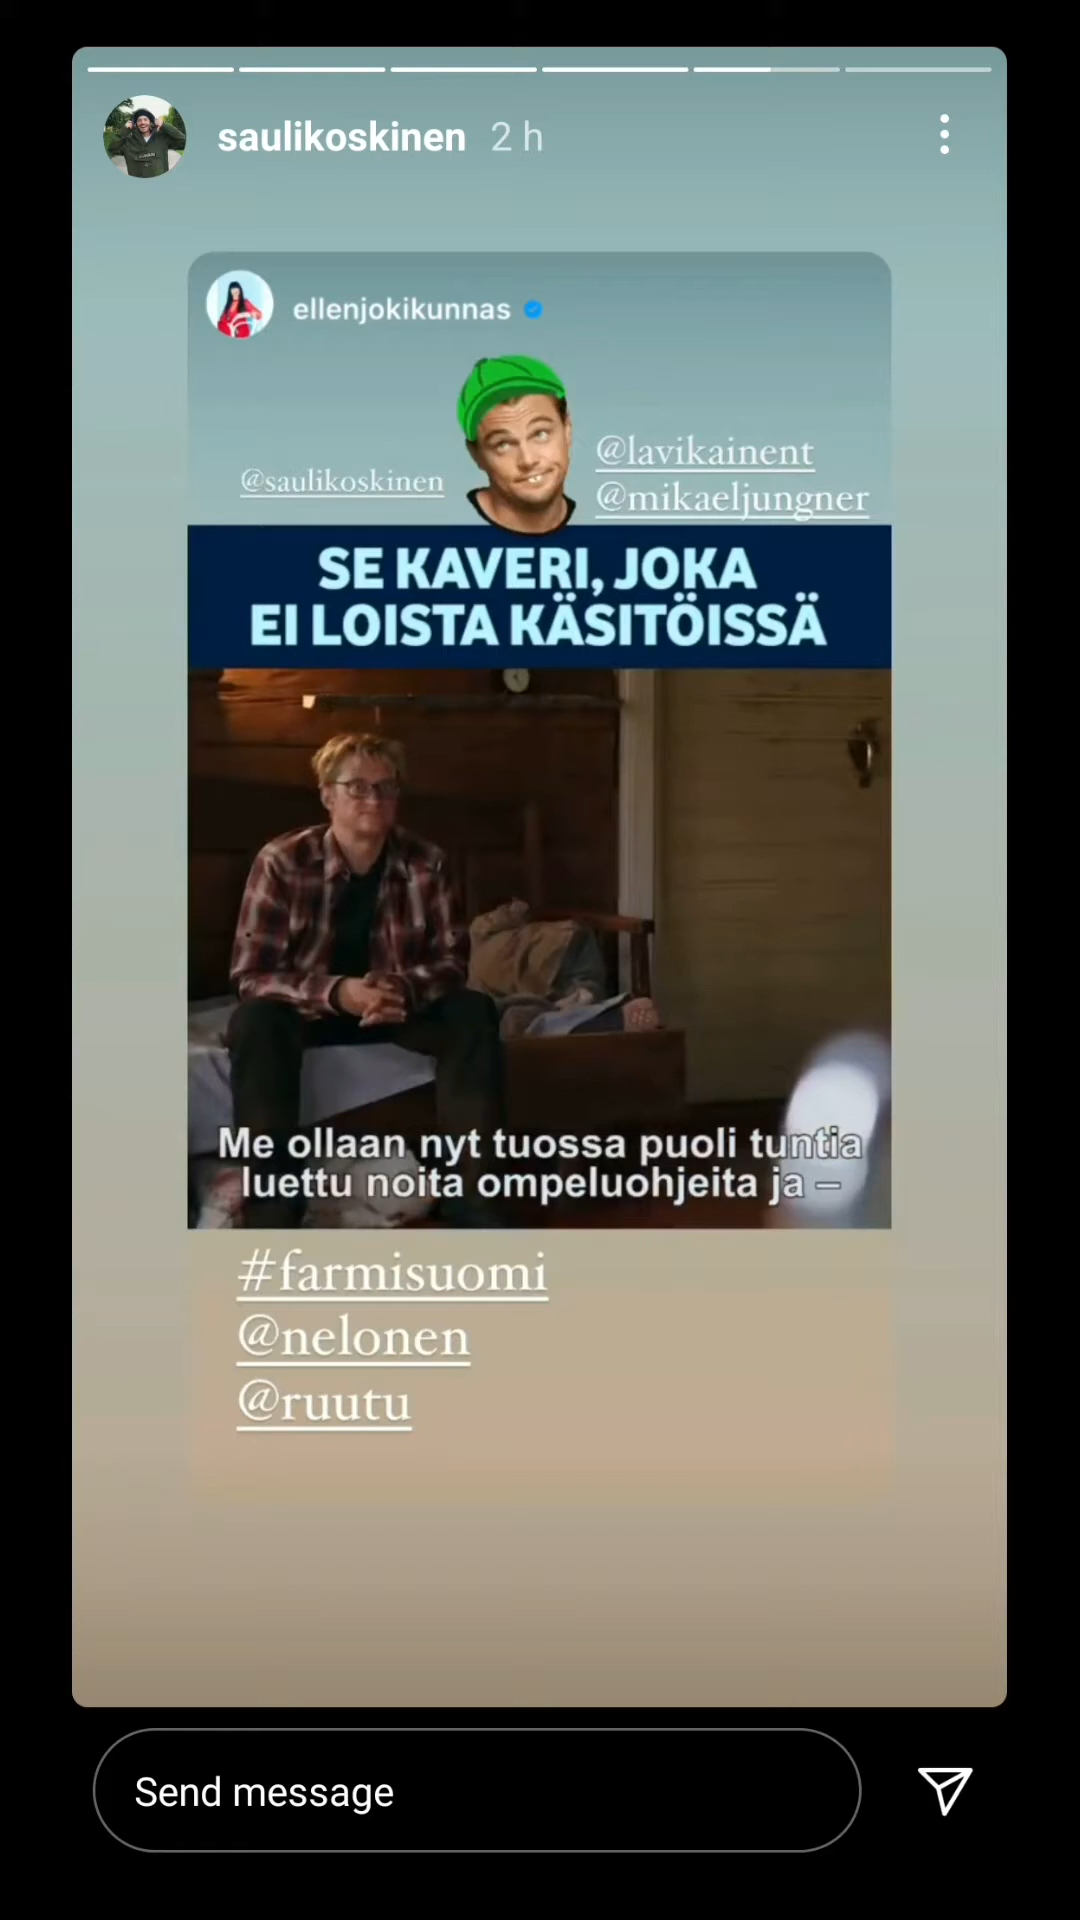 saulikoskinen 2 h
ellenjokikunnas
@saulikoskinen
@lavikainent
@mikaeljungner
SE KAVERI, JOKA
EI LOISTA KÄSITÖISSÄ
Me ollaan nyt tuossa puoli tuntia
luettu noita ompeluohjeita ja –
#farmisuomi
@nelonen
@ruutu
Send message